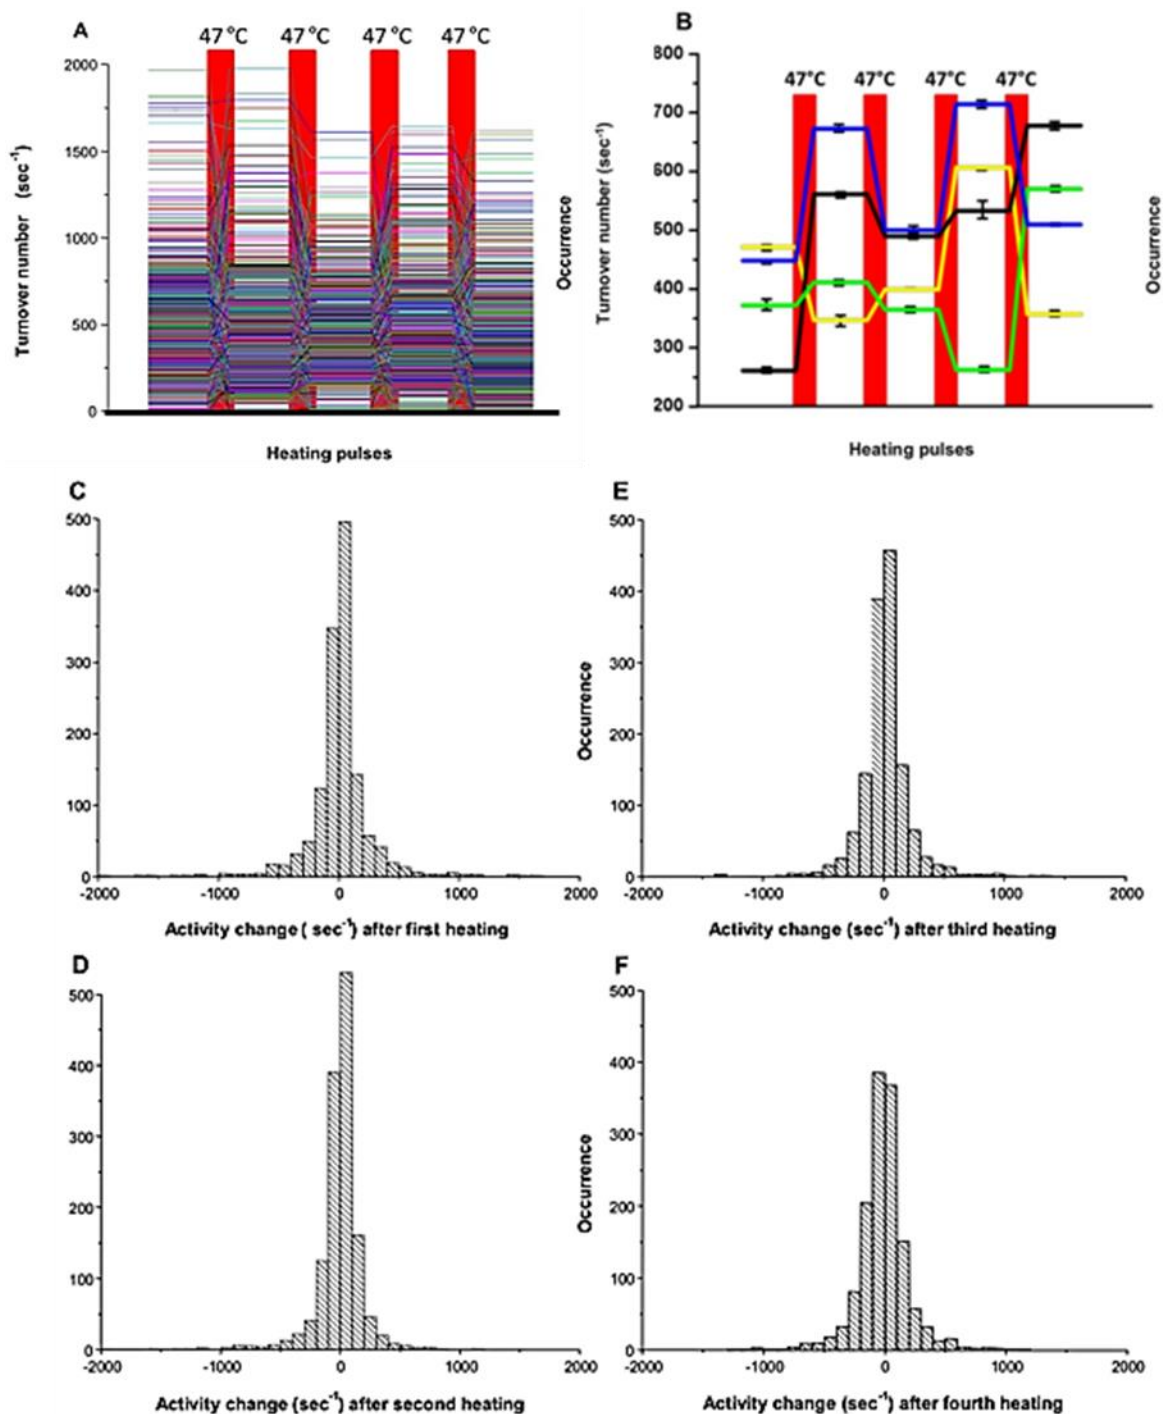 A
47 °C 47 °C 47 °C 47 °C
2000
1500
1000
500
0
Turnover number (sec-1)
Heating pulses
Occurrence
B
800
700
600
500
400
300
200
47°C 47°C 47°C 47°C
Turnover number (sec-1)
Heating pulses
Occurrence
C
500
400
300
200
100
0
-2000 -1000 0 1000 2000
Activity change ( sec-1) after first heating
E
500
400
300
200
100
0
Occurrence
-2000 -1000 0 1000 2000
Activity change (sec-1) after third heating
D
500
400
300
200
100
0
-2000 -1000 0 1000 2000
Activity change (sec-1) after second heating
F
500
400
300
200
100
0
Occurrence
-2000 -1000 0 1000 2000
Activity change (sec-1) after fourth heating